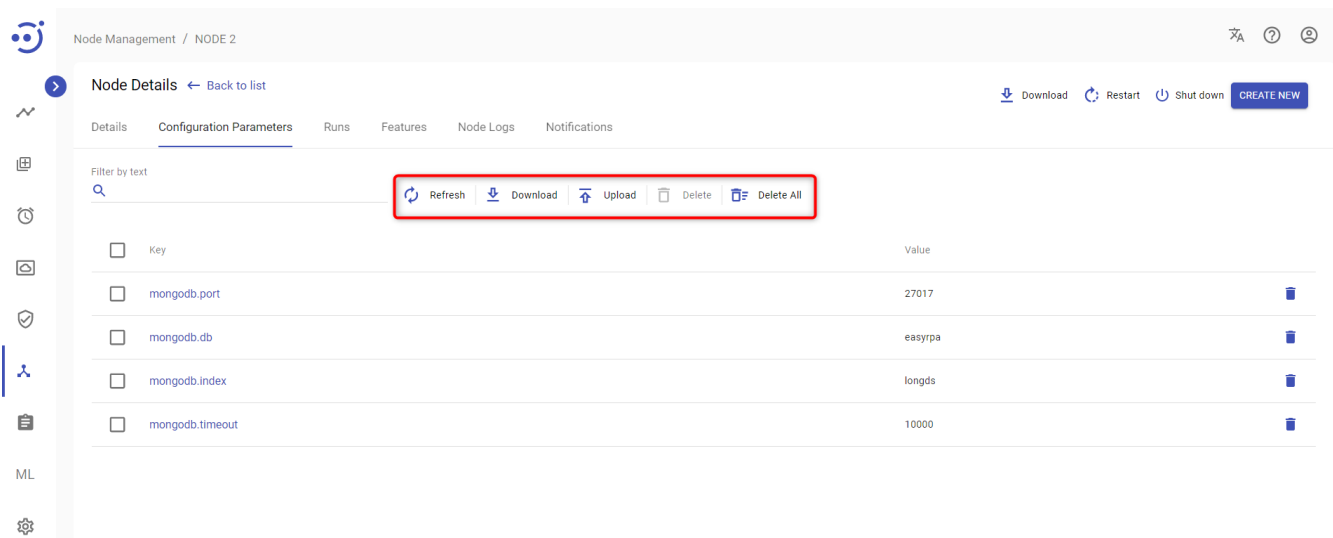 Node Management / NODE 2
Node Details ← Back to list
Download Restart Shut down CREATE NEW
Details Configuration Parameters Runs Features Node Logs Notifications
Filter by text
Refresh Download Upload Delete Delete All
Key Value
mongodb.port 27017
mongodb.db easyrpa
mongodb.index longds
mongodb.timeout 10000
ML